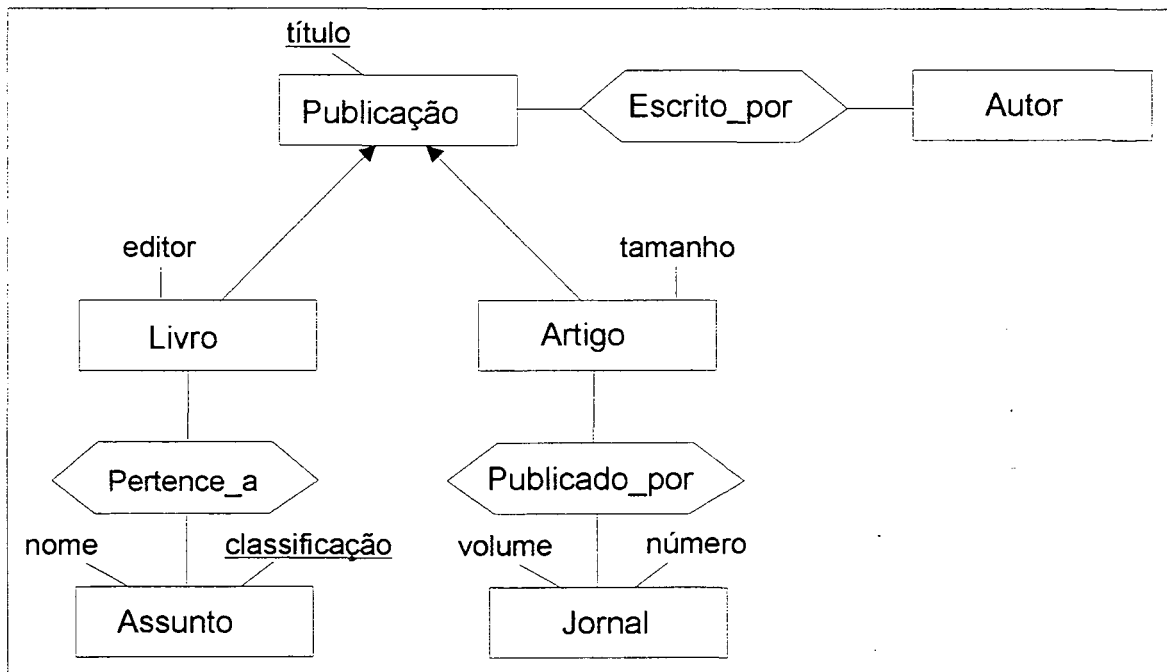 título
Publicação
Escrito_por
Autor
editor
tamanho
Livro
Artigo
Pertence_a
Publicado_por
nome
classificação
volume
número
Assunto
Jornal